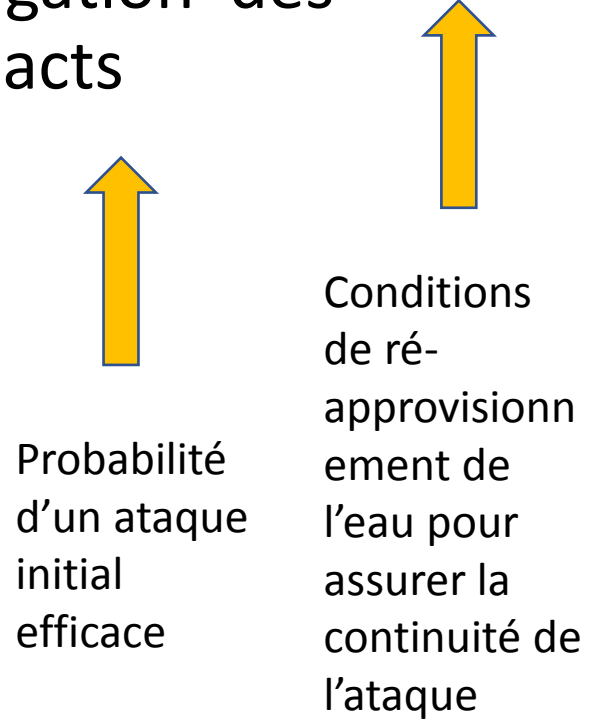 gation des
acts
Probabilité
d’un ataque
initial
efficace
Conditions
de ré-
approvisionn
ement de
l’eau pour
assurer la
continuité de
l’ataque